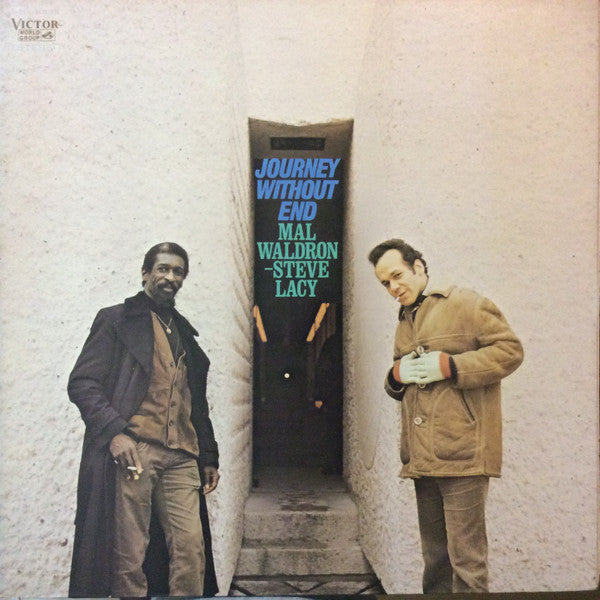 VICTOR
WORLD
GROUP
JOURNEY
WITHOUT
END
MAL
WALDRON
-STEVE
LACY